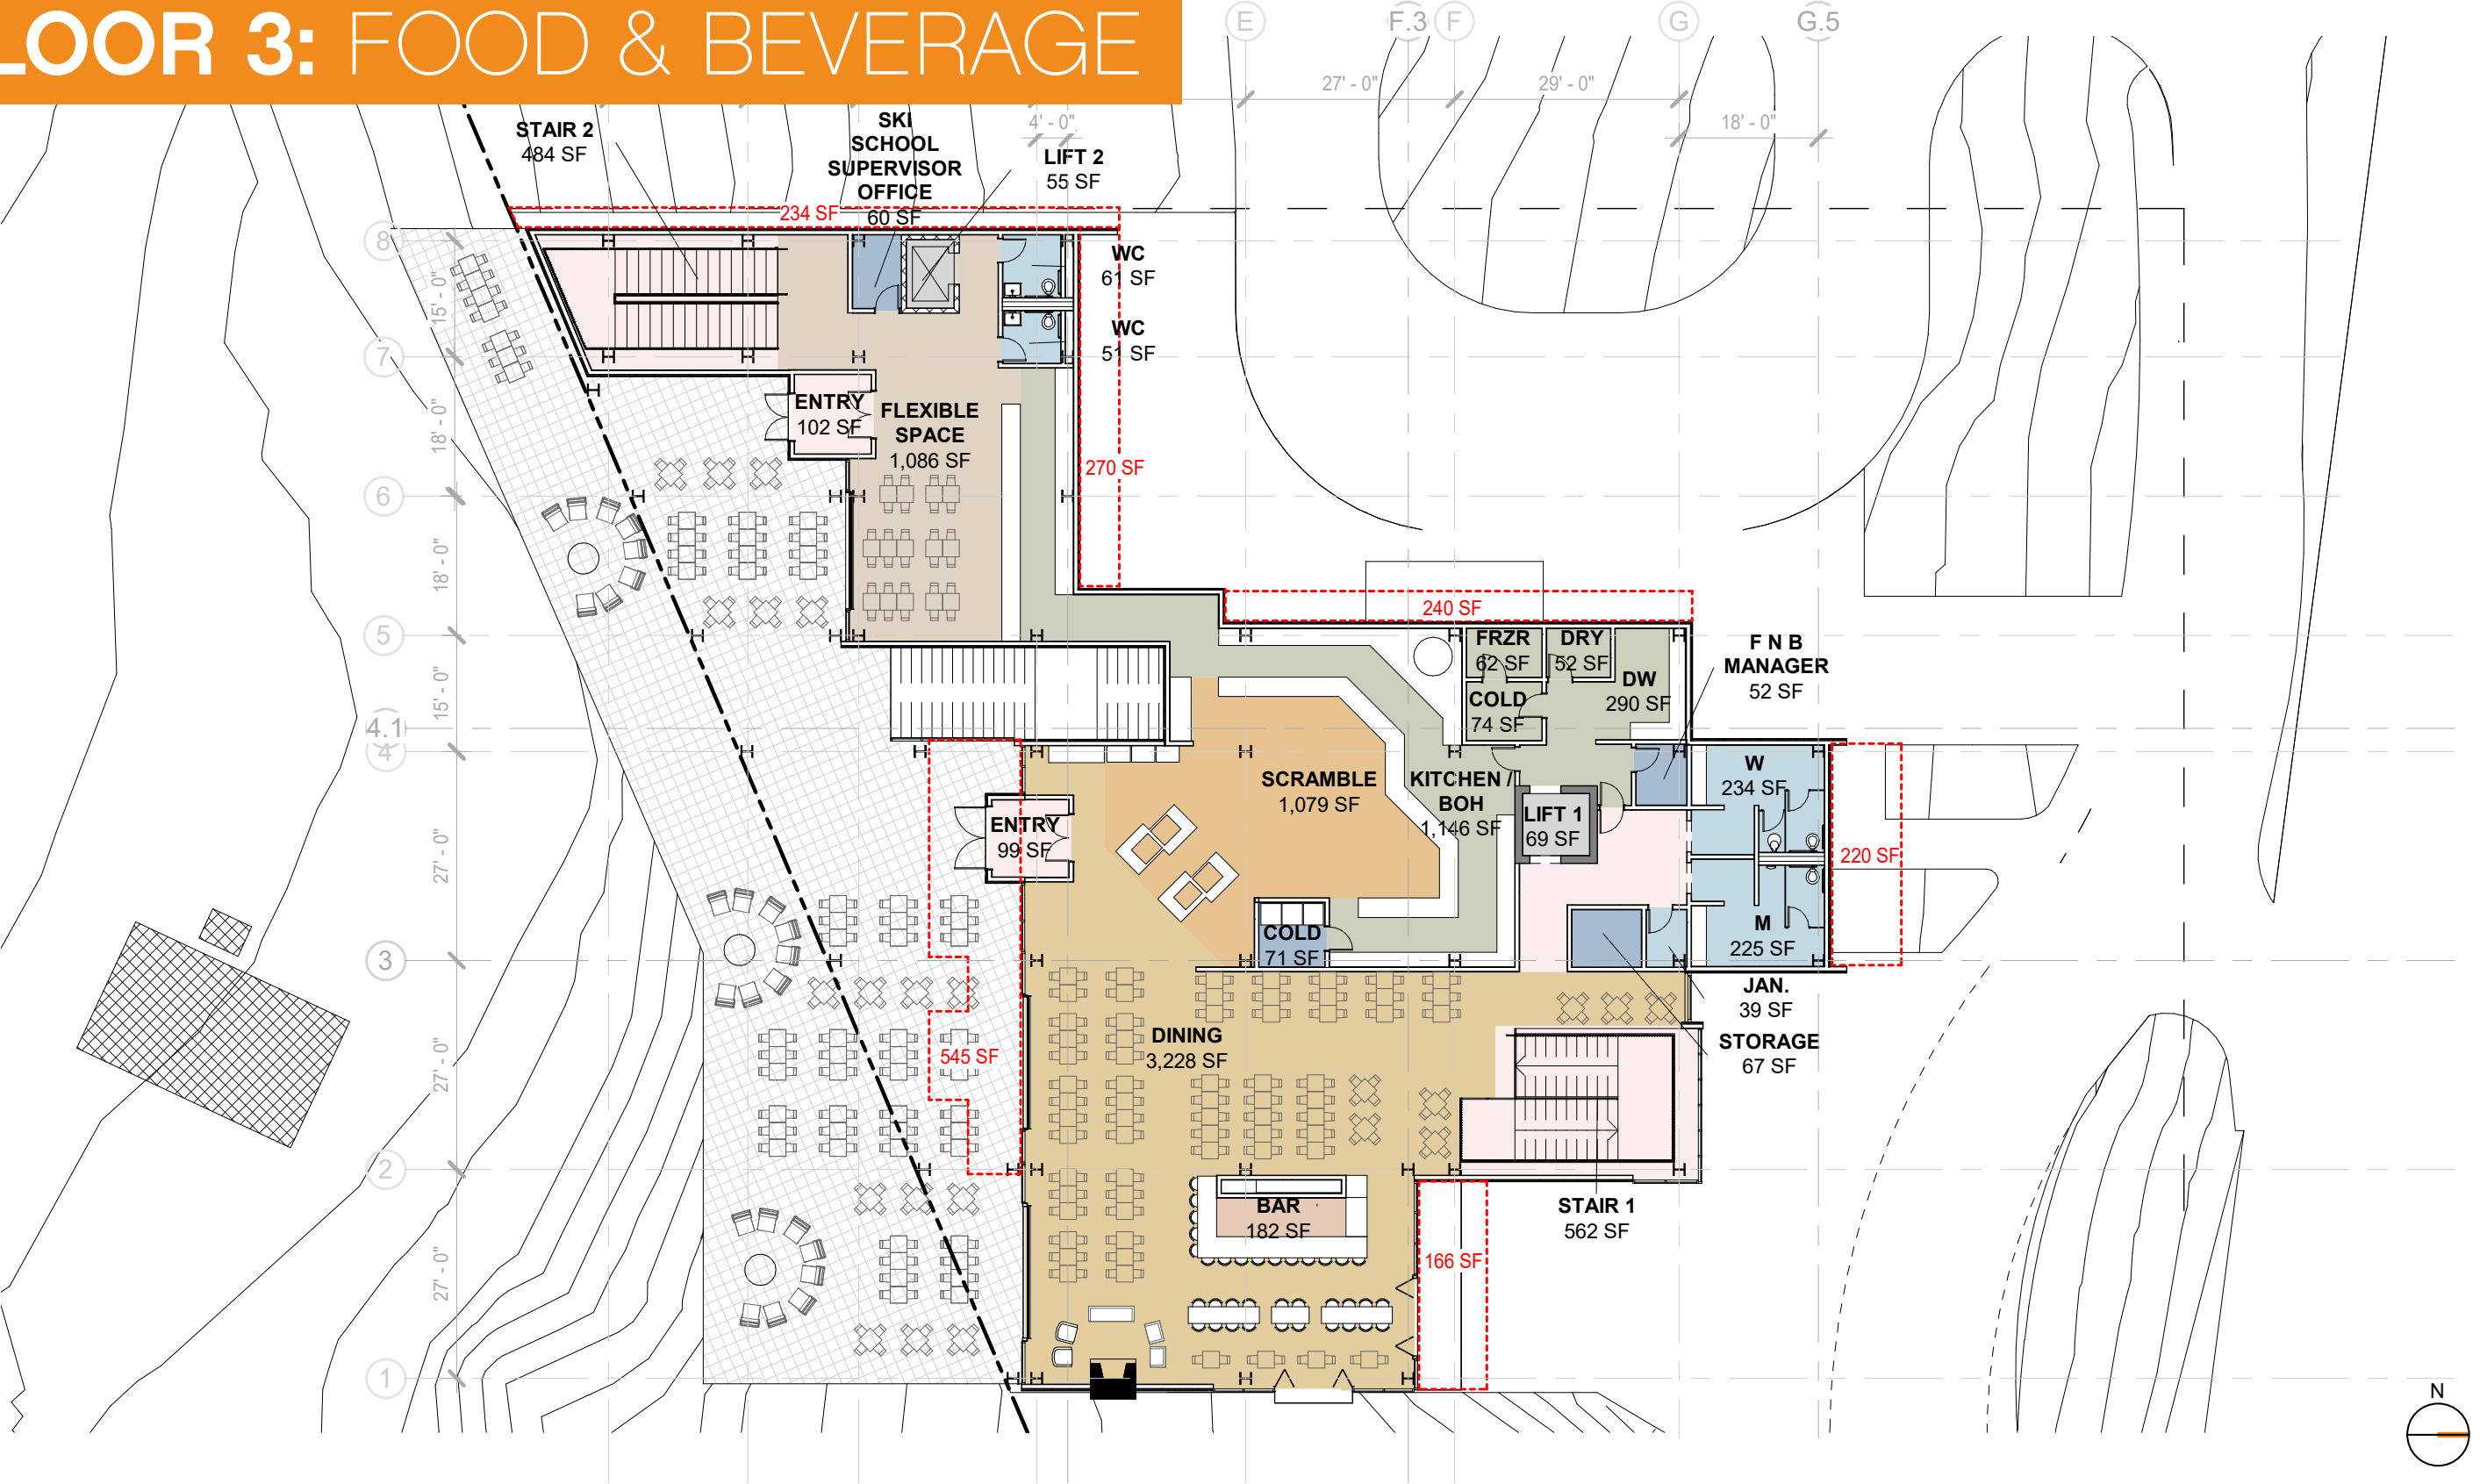 LOOR 3: FOOD & BEVERAGE
E
F.3
F
G
G.5
27' - 0"
29' - 0"
4' - 0"
18' - 0"
STAIR 2
484 SF
SKI
SCHOOL
SUPERVISOR
OFFICE
60 SF
LIFT 2
55 SF
234 SF
8
WC
61 SF
15' - 0"
WC
51 SF
7
ENTRY
102 SF
FLEXIBLE
SPACE
1,086 SF
18' - 0"
270 SF
6
18' - 0"
240 SF
5
FRZR
62 SF
DRY
52 SF
F N B
MANAGER
52 SF
DW
290 SF
COLD
74 SF
15' - 0"
4.1
4
SCRAMBLE
1,079 SF
KITCHEN /
BOH
1,146 SF
W
234 SF
LIFT 1
69 SF
ENTRY
99 SF
27' - 0"
220 SF
COLD
71 SF
M
225 SF
3
JAN.
39 SF
DINING
3,228 SF
STORAGE
67 SF
545 SF
27' - 0"
2
BAR
182 SF
STAIR 1
562 SF
166 SF
27' - 0"
1
N